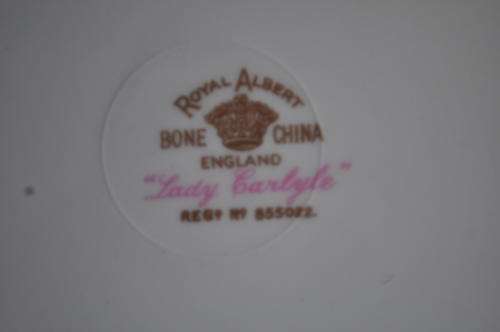 ROYAL ALBERT
BONE CHINA
ENGLAND
"Lady Carlyle"
REGD NO 855022.